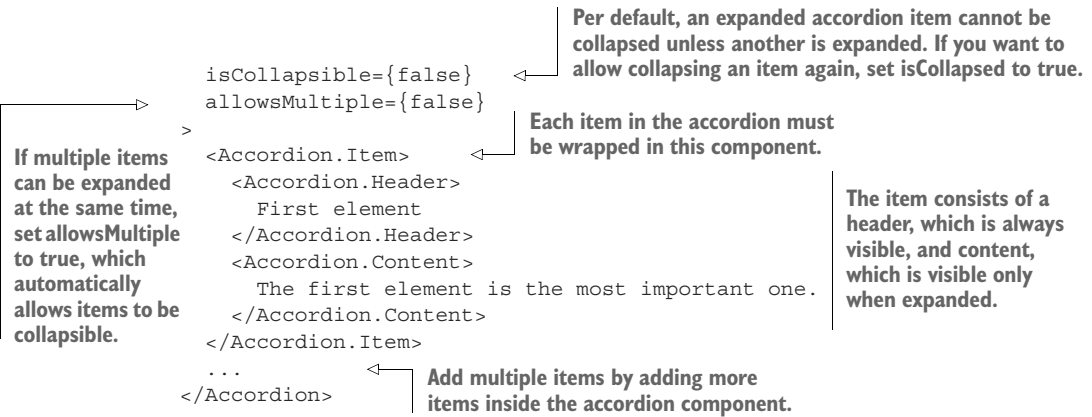 Per default, an expanded accordion item cannot be
collapsed unless another is expanded. If you want to
allow collapsing an item again, set isCollapsed to true.
isCollapsible={false}
allowsMultiple={false}
>
Each item in the accordion must
be wrapped in this component.
If multiple items
can be expanded
at the same time,
set allowsMultiple
to true, which
automatically
allows items to be
collapsible.
<Accordion.Item>
<Accordion.Header>
First element
</Accordion.Header>
<Accordion.Content>
The first element is the most important one.
</Accordion.Content>
</Accordion.Item>
...
</Accordion>
The item consists of a
header, which is always
visible, and content,
which is visible only
when expanded.
Add multiple items by adding more
items inside the accordion component.